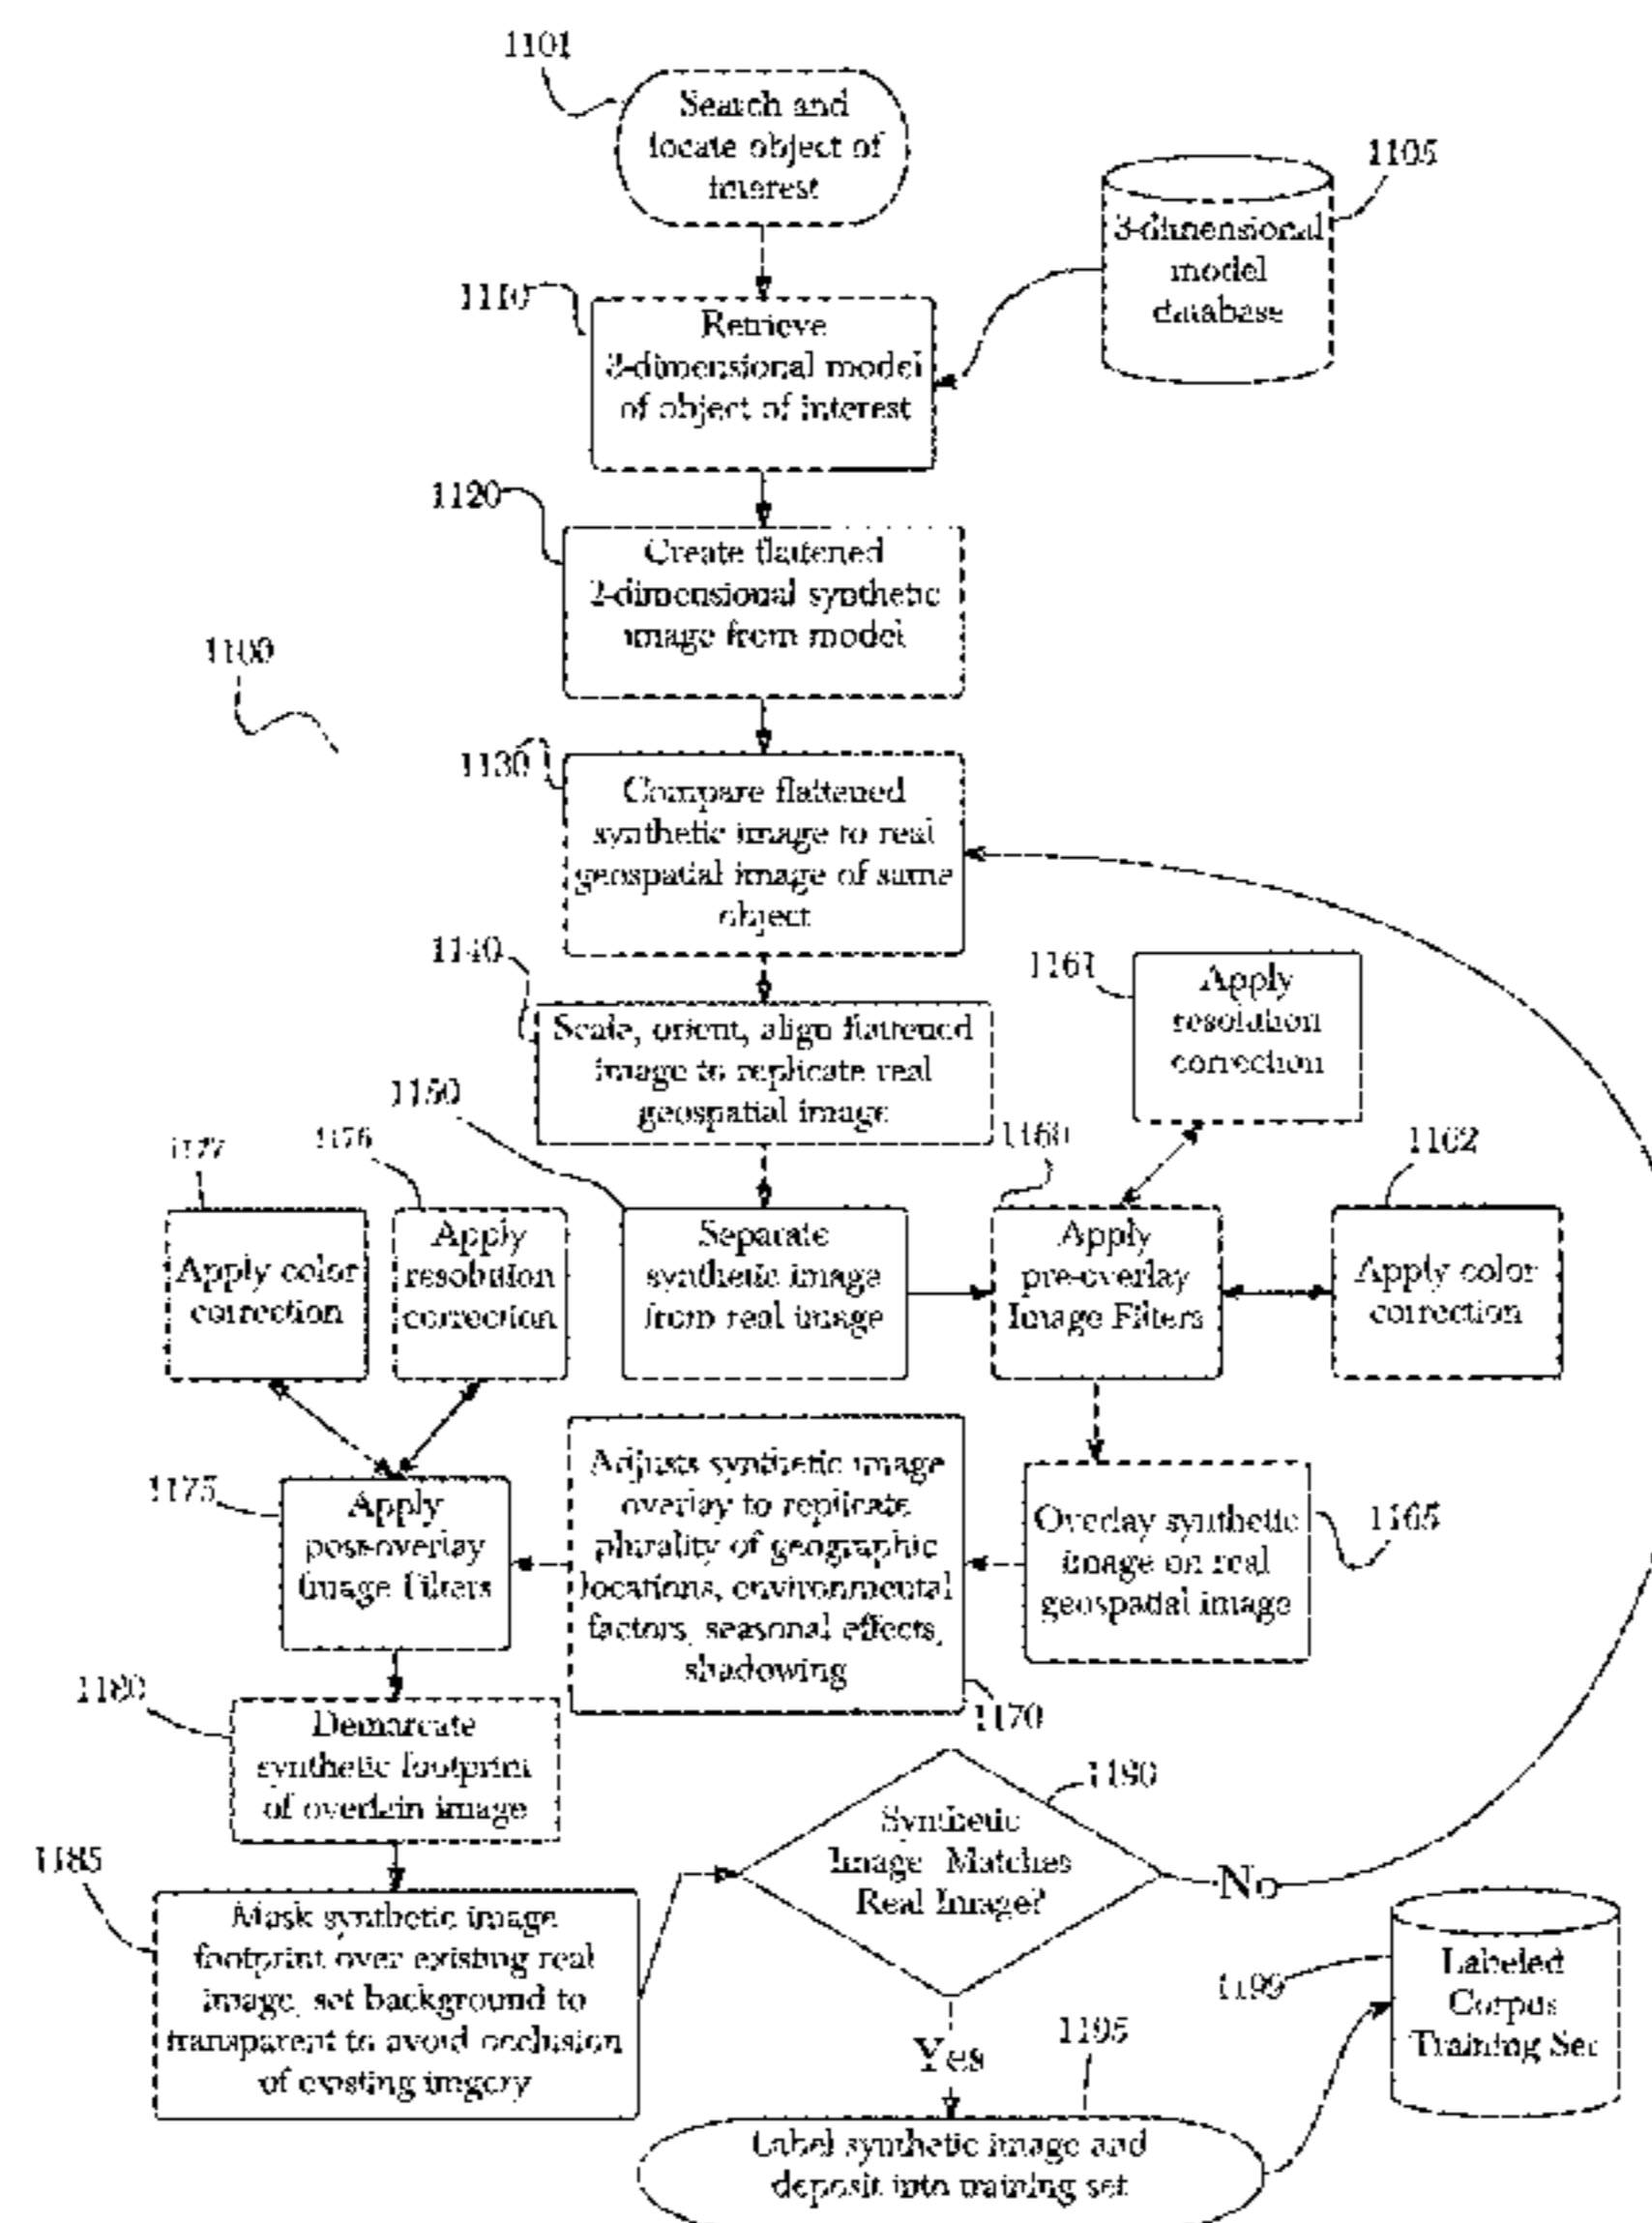 1101
Search and
locate object of
interest
1105
3-dimensional
model
database
1110
Retrieve
3-dimensional model
of object of interest
1120
Create flattened
2-dimensional synthetic
image from model
1100
1130
Compare flattened
synthetic image to real
geospatial image of same
object
1140
Scale, orient, align flattened
image to replicate real
geospatial image
1161
Apply
resolution
correction
1150
1160
1162
1177
1176
Apply color
correction
Apply
resolution
correction
Separate
synthetic image
from real image
Apply
pre-overlay
Image Filters
Apply color
correction
1175
Apply
post-overlay
Image Filters
Adjusts synthetic image
overlay to replicate
plurality of geographic
locations, environmental
factors, seasonal effects,
shadowing
1170
Overlay synthetic
image on real
geospatial image
1165
1180
Demarcate
synthetic footprint
of overlain image
1185
Mask synthetic image
footprint over existing real
image, set background to
transparent to avoid occlusion
of existing imgery
1190
Synthetic
Image Matches
Real Image?
No
Yes
1195
Label synthetic image and
deposit into training set
1199
Labeled
Corpus
Training Set